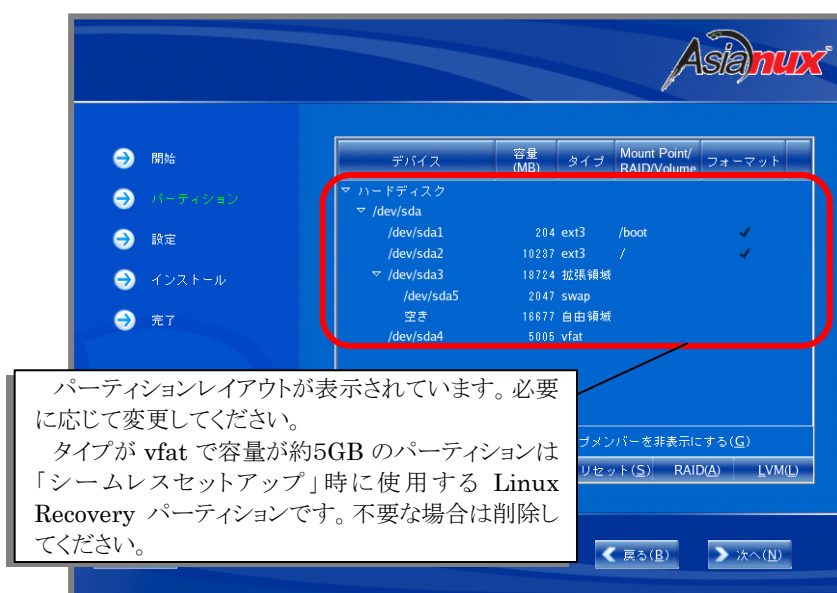 Asianux
開始
パーティション
設定
インストール
完了
デバイス 容量(MB) タイプ Mount Point/RAID/Volume フォーマット
ハードディスク
/dev/sda
/dev/sda1 204 ext3 /boot
/dev/sda2 10237 ext3 /
/dev/sda3 18724 拡張領域
/dev/sda5 2047 swap
空き 16677 自由領域
/dev/sda4 5005 vfat
プメンバーを非表示にする(G)
リセット(S) RAID(A) LVM(L)
パーティションレイアウトが表示されています。必要
に応じて変更してください。
タイプが vfat で容量が約5GB のパーティションは
「シームレスセットアップ」時に使用する Linux
Recovery パーティションです。不要な場合は削除し
てください。
戻る(B) 次へ(N)